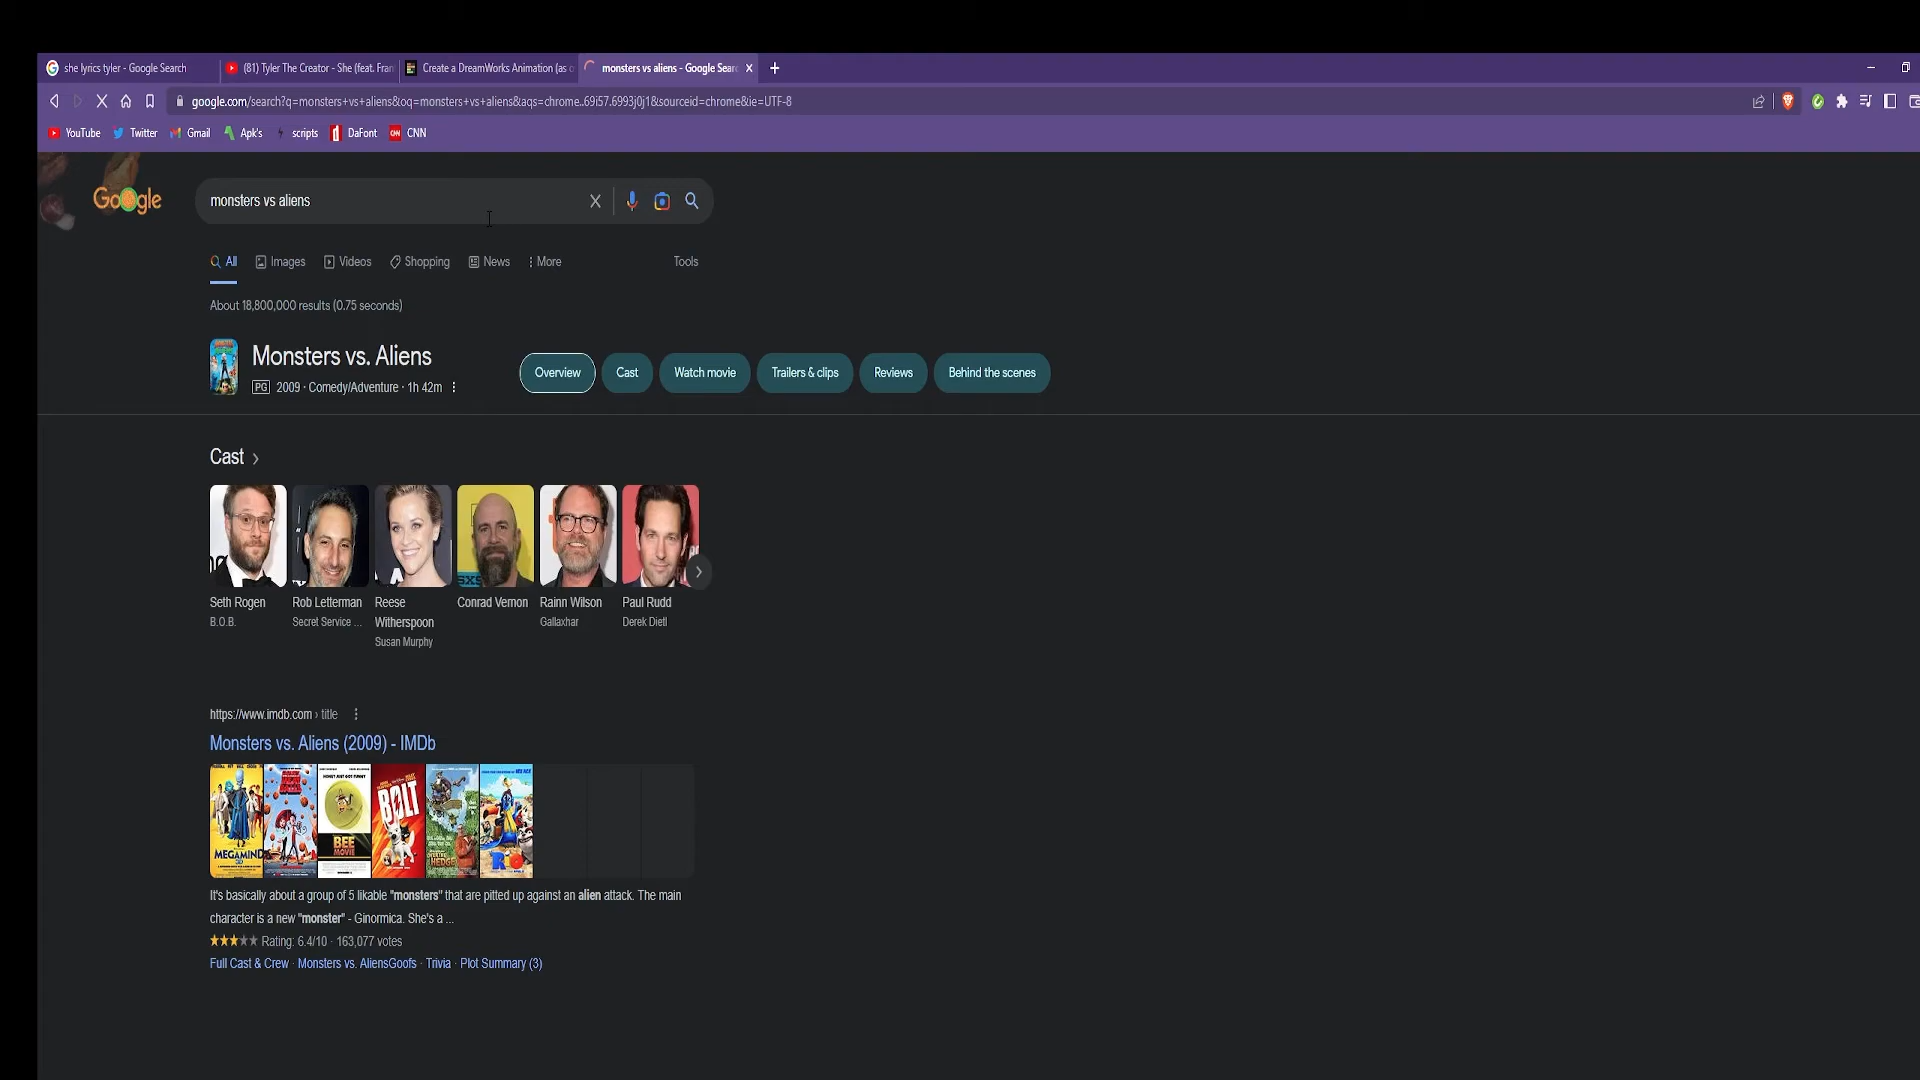 she lyrics tyler - Google Search
(81) Tyler The Creator - She (feat. Fran
Create a DreamWorks Animation (as o
monsters vs aliens - Google Sear
google.com/search?q=monsters+vs+aliens&oq=monsters+vs+aliens&aqs=chrome..69i57.6993j0j1&sourceid=chrome&ie=UTF-8
YouTube
Twitter
Gmail
Apk's
scripts
DaFont
CNN
Google
monsters vs aliens
All
Images
Videos
Shopping
News
More
Tools
About 18,800,000 results (0.75 seconds)
Monsters vs. Aliens
PG 2009 · Comedy/Adventure · 1h 42m
Overview
Cast
Watch movie
Trailers & clips
Reviews
Behind the scenes
Cast
Seth Rogen
B.O.B.
Rob Letterman
Secret Service ...
Reese
Witherspoon
Susan Murphy
Conrad Vernon
Rainn Wilson
Gallaxhar
Paul Rudd
Derek Dietl
https://www.imdb.com › title
Monsters vs. Aliens (2009) - IMDb
MEGAMIND
BEE
MOVIE
BOLT
HEDGE
RIO
It's basically about a group of 5 likable "monsters" that are pitted up against an alien attack. The main
character is a new "monster" - Ginormica. She's a ...
Rating: 6.4/10 · 163,077 votes
Full Cast & Crew · Monsters vs. AliensGoofs · Trivia · Plot Summary (3)